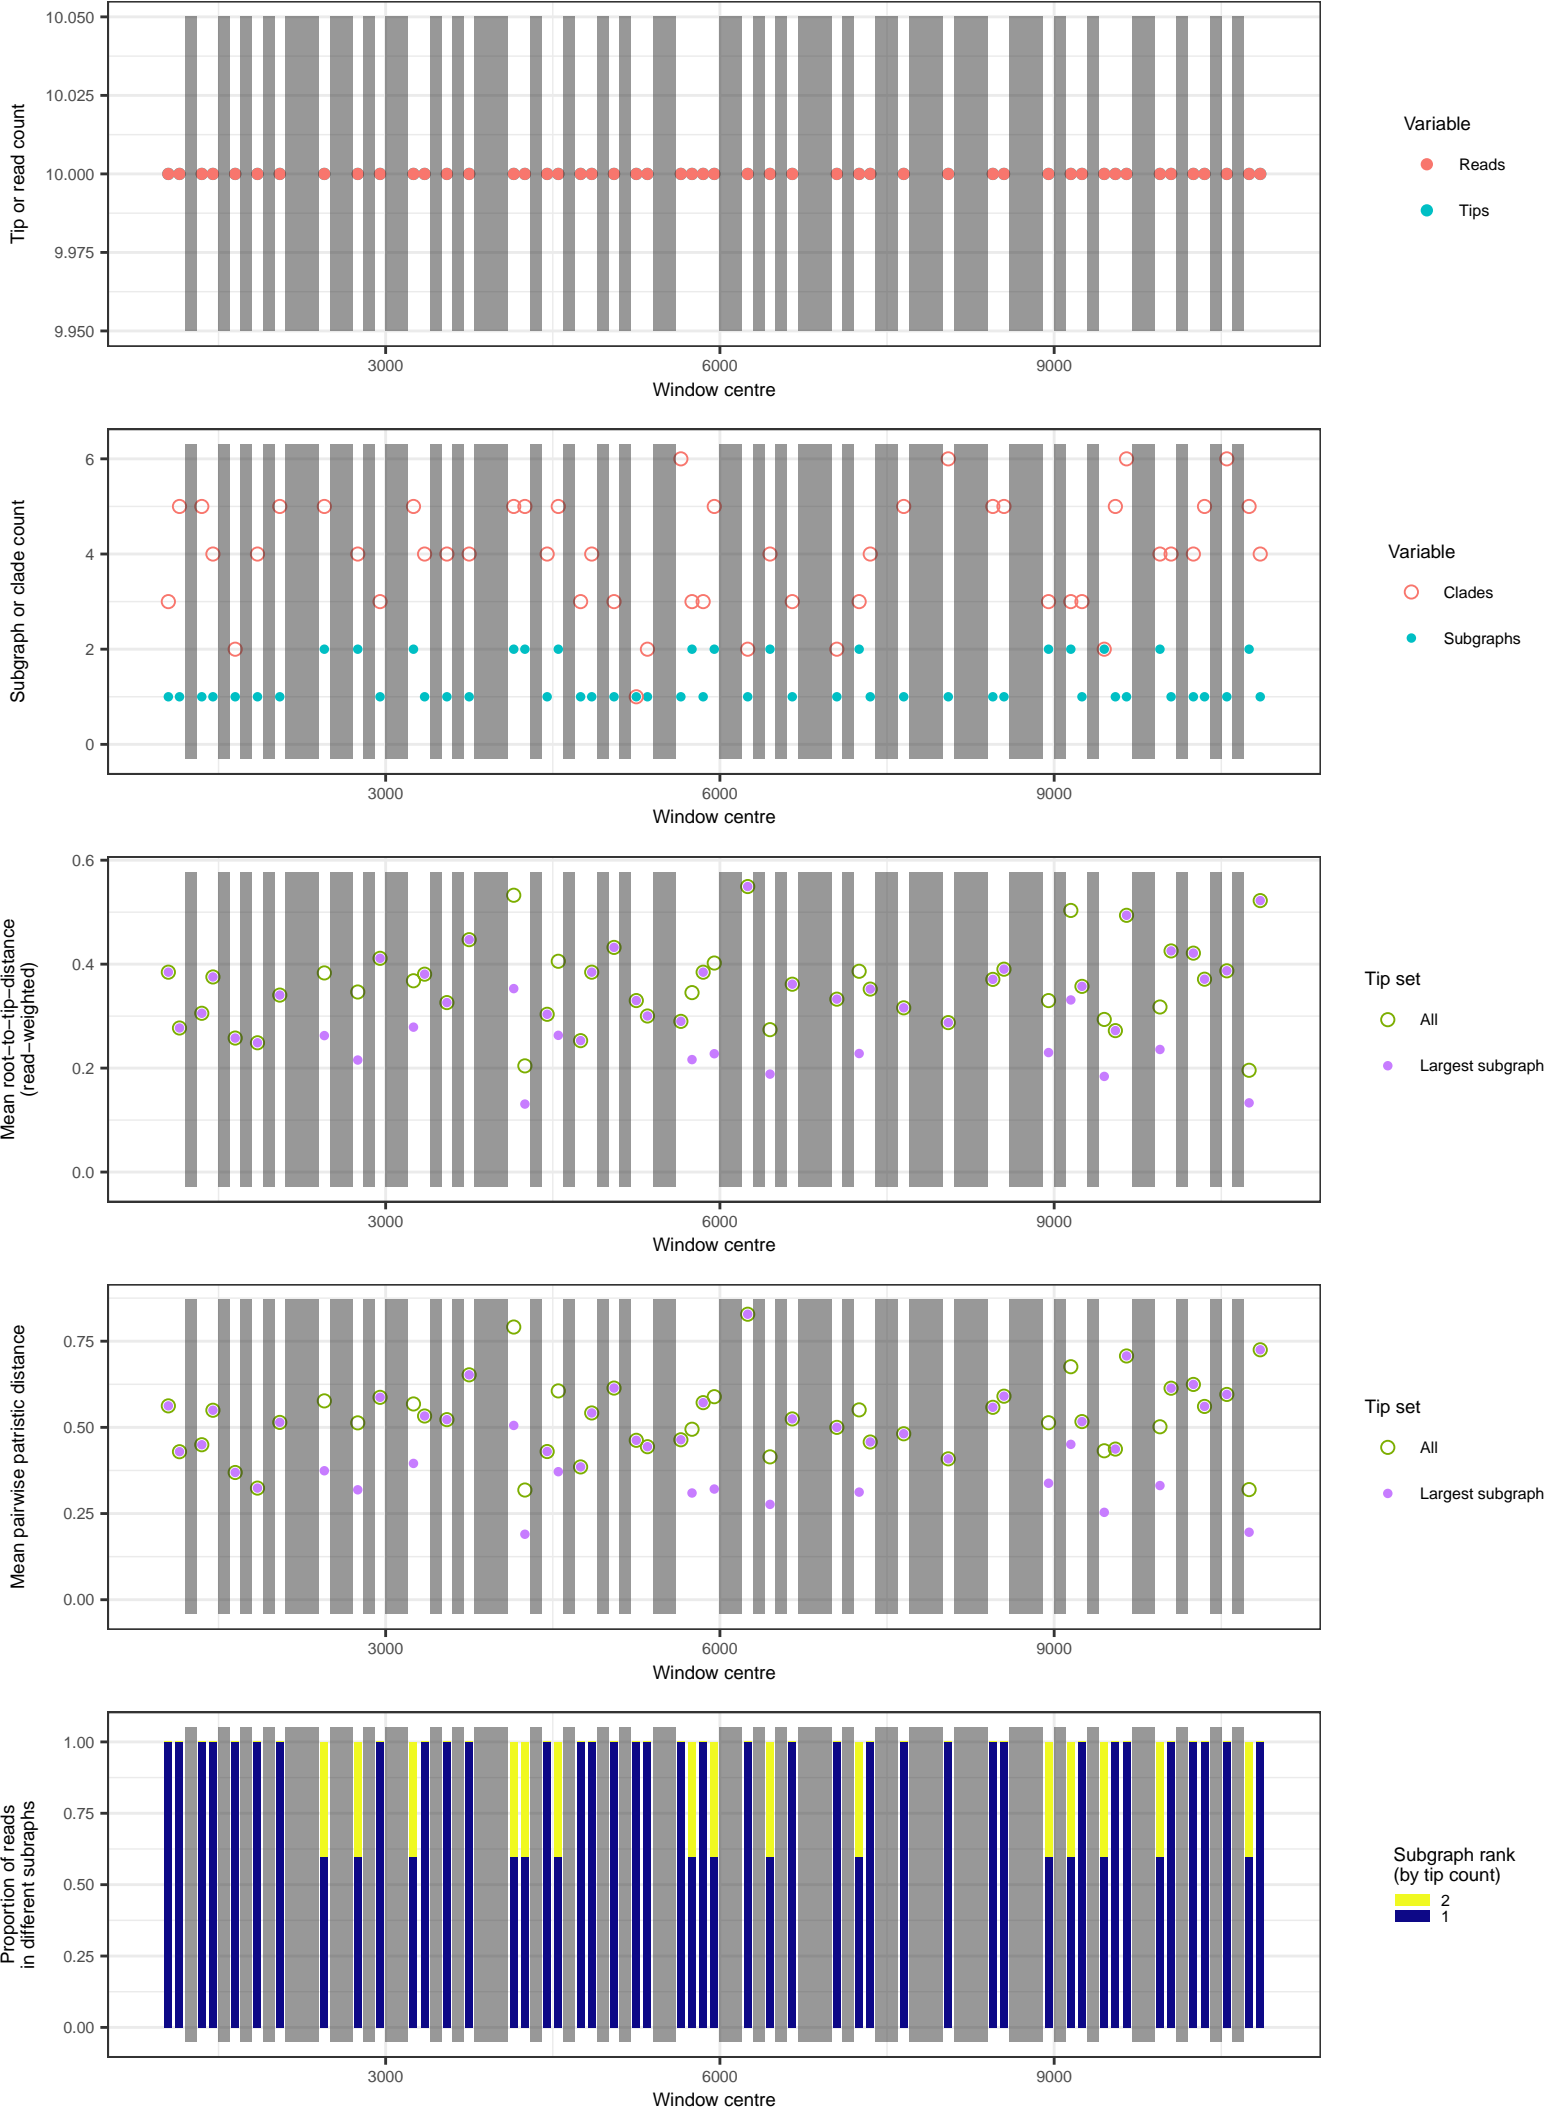 10.050
10.025
10.000
9.975
9.950
Tip or read count
3000
6000
9000
Window centre
Variable
Reads
Tips
6
4
2
0
Subgraph or clade count
3000
6000
9000
Window centre
Variable
Clades
Subgraphs
0.6
0.4
0.2
0.0
Mean root−to−tip−distance
(read−weighted)
3000
6000
9000
Window centre
Tip set
All
Largest subgraph
0.75
0.50
0.25
0.00
Mean pairwise patristic distance
3000
6000
9000
Window centre
Tip set
All
Largest subgraph
1.00
0.75
0.50
0.25
0.00
Proportion of reads
in different subraphs
3000
6000
9000
Window centre
Subgraph rank
(by tip count)
2
1